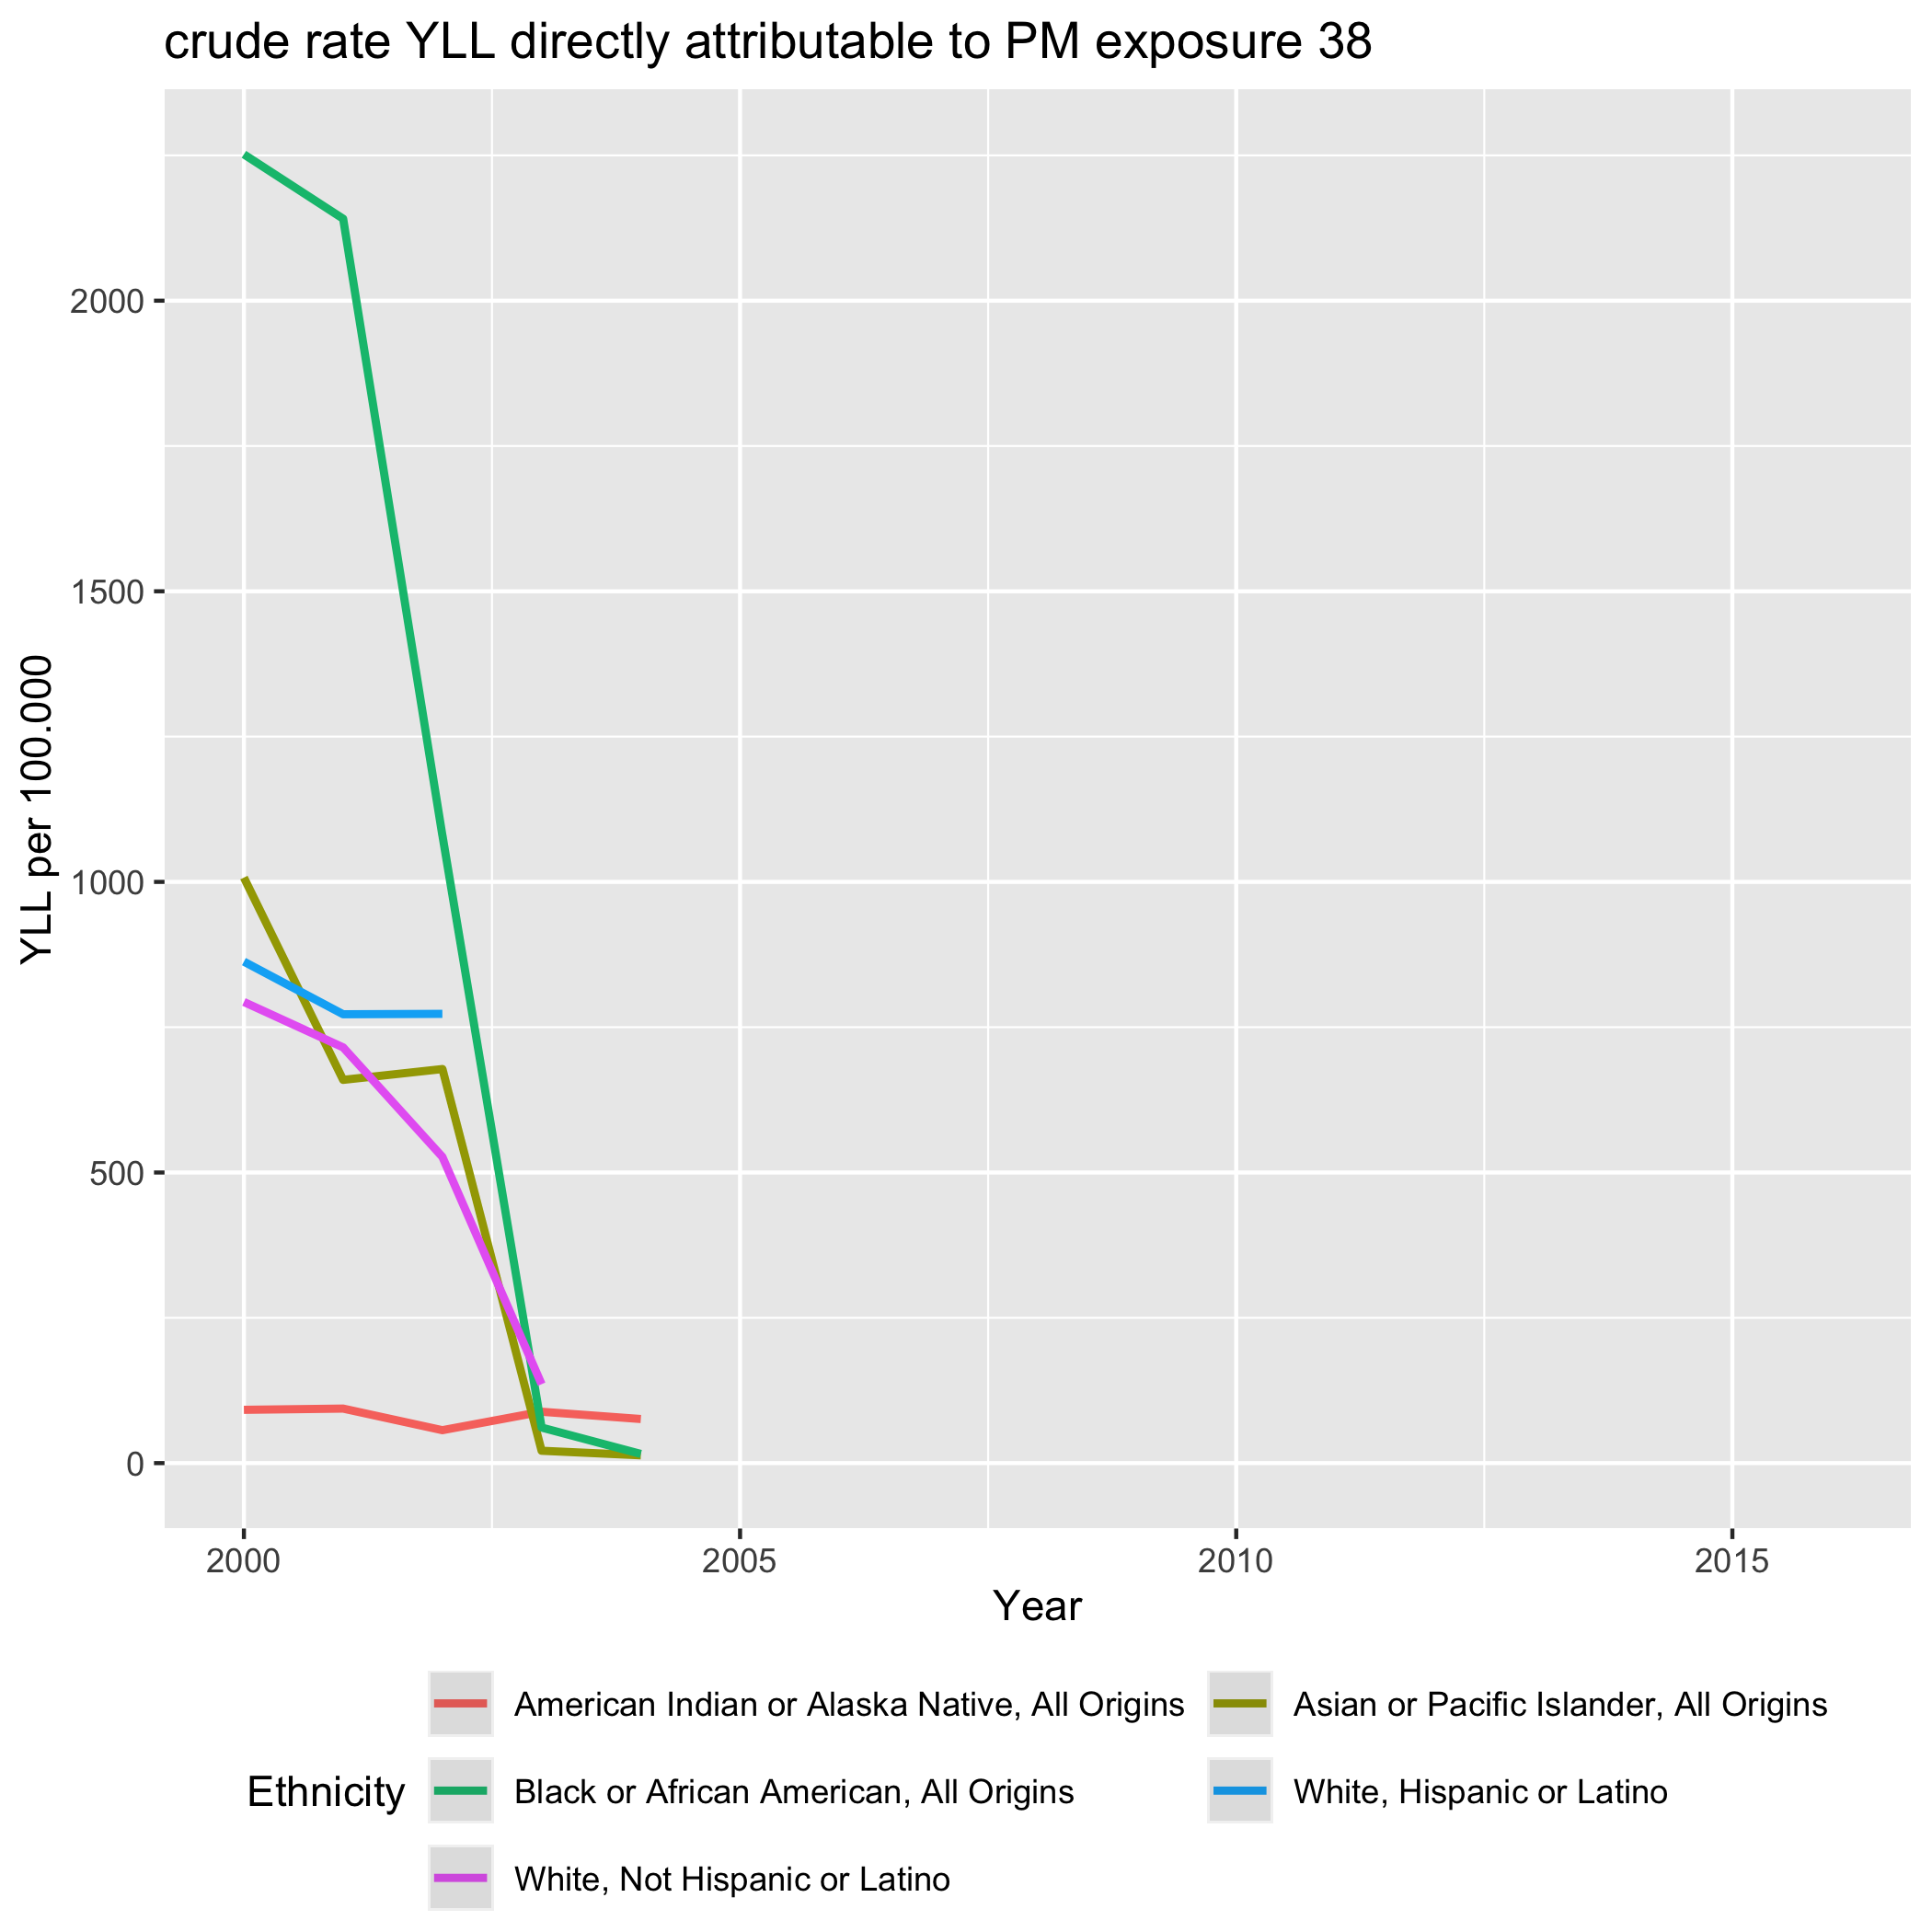 crude rate YLL directly attributable to PM exposure 38
YLL per 100.000
2000
1500
1000
500
0
2000 2005 2010 2015
Year
Ethnicity
American Indian or Alaska Native, All Origins
Asian or Pacific Islander, All Origins
Black or African American, All Origins
White, Hispanic or Latino
White, Not Hispanic or Latino